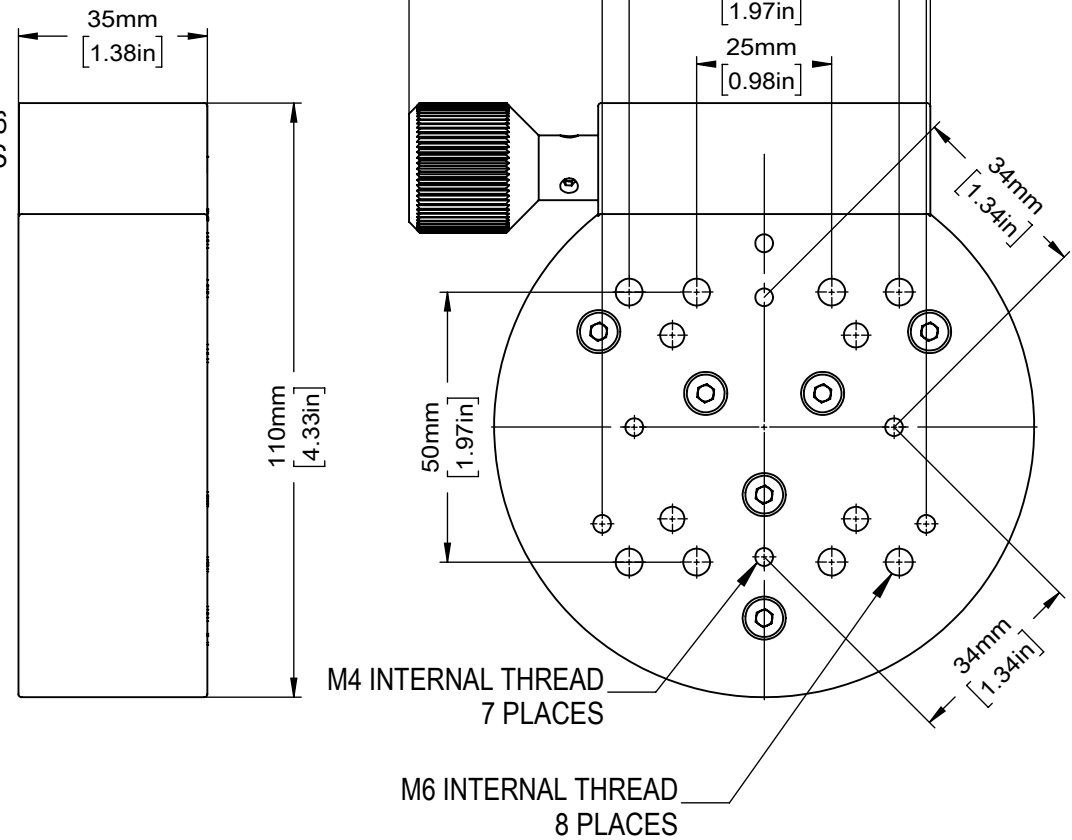 35mm
[1.38in]
[1.97in]
25mm
[0.98in]
34mm
[1.34in]
110mm
[4.33in]
50mm
[1.97in]
34mm
[1.34in]
M4 INTERNAL THREAD
7 PLACES
M6 INTERNAL THREAD
8 PLACES